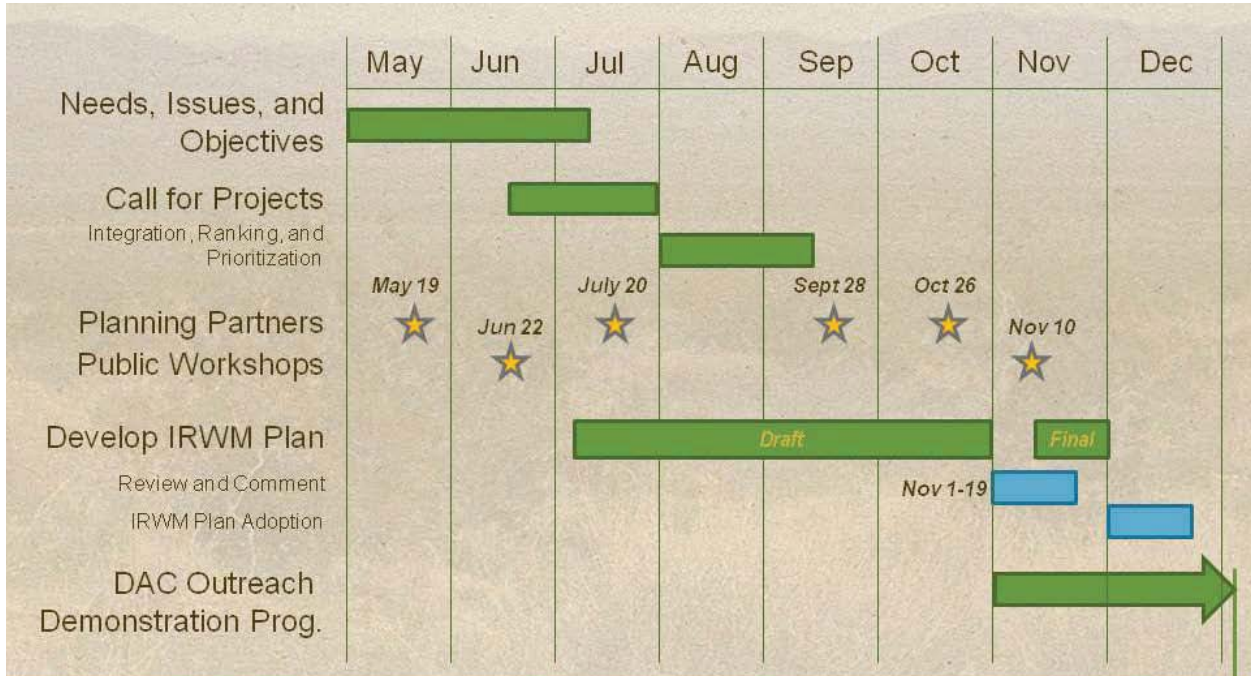 May Jun Jul Aug Sep Oct Nov Dec
Needs, Issues, and
Objectives
Call for Projects
Integration, Ranking, and
Prioritization
May 19 July 20 Sept 28 Oct 26
Planning Partners
Jun 22 Nov 10
Public Workshops
Develop IRWM Plan Draft Final
Review and Comment Nov 1-19
IRWM Plan Adoption
DAC Outreach
Demonstration Prog.